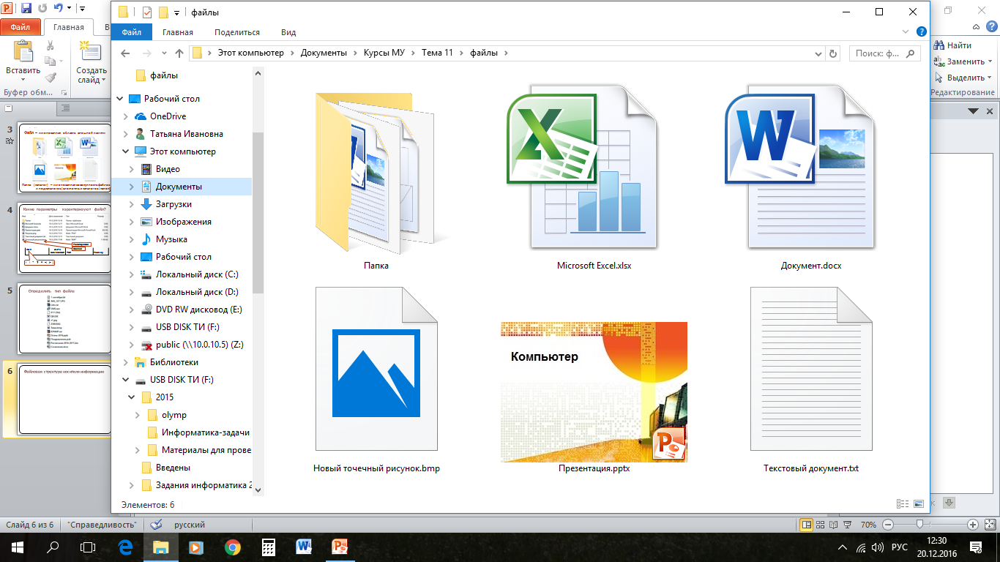 файлы
Файл
Главная
Поделиться
Вид
Этот компьютер
Документы
Курсы МУ
Тема 11
файлы
Поиск: ф...
Файл
Главная
В
Вставить
Создать
слайд
Буфер обм...
Найти
Заменить
Выделить
Редактирование
3
4
Какие параметры характеризуют файл?
5
Определить тип файла
6
Файловая структура носителя информации
файлы
Рабочий стол
OneDrive
Татьяна Ивановна
Этот компьютер
Видео
Документы
Загрузки
Изображения
Музыка
Рабочий стол
Локальный диск (C:)
Локальный диск (D:)
DVD RW дисковод (E:)
USB DISK ТИ (F:)
public (\\10.0.10.5) (Z:)
Библиотеки
USB DISK ТИ (F:)
2015
olymp
Информатика-задачи
Материалы для прове
Введены
Задания информатика 2
Папка
Microsoft Excel.xlsx
Документ.docx
Новый точечный рисунок.bmp
Компьютер
Презентация.pptx
Текстовый документ.txt
Элементов: 6
Слайд 6 из 6
"Справедливость"
русский
70%
РУС
12:30
20.12.2016